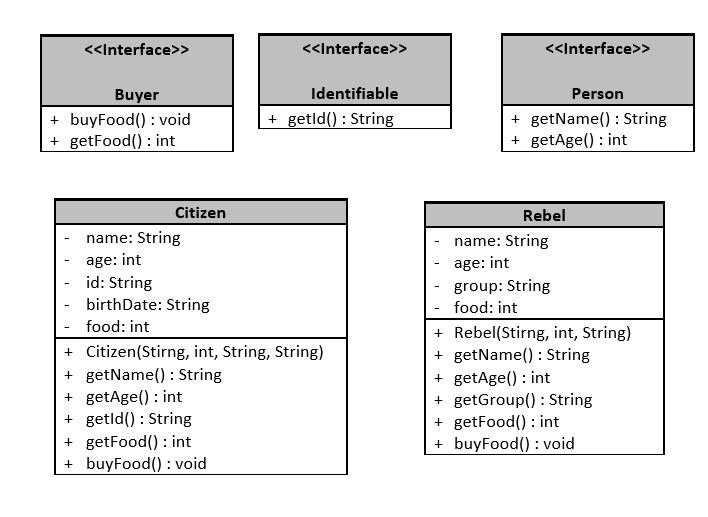 <<Interface>>
Buyer
+ buyFood() : void
+ getFood() : int
<<Interface>>
Identifiable
+ getId() : String
<<Interface>>
Person
+ getName() : String
+ getAge() : int
Citizen
- name: String
- age: int
- id: String
- birthDate: String
- food: int
+ Citizen(Stirng, int, String, String)
+ getName() : String
+ getAge() : int
+ getId() : String
+ getFood() : int
+ buyFood() : void
Rebel
- name: String
- age: int
- group: String
- food: int
+ Rebel(Stirng, int, String)
+ getName() : String
+ getAge() : int
+ getGroup() : String
+ getFood() : int
+ buyFood() : void